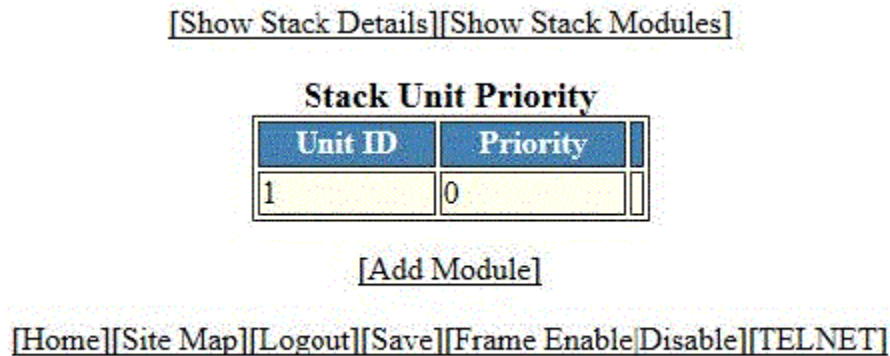 [Show Stack Details][Show Stack Modules]
Stack Unit Priority
Unit ID Priority
1 0
[Add Module]
[Home][Site Map][Logout][Save][Frame Enable|Disable][TELNET]